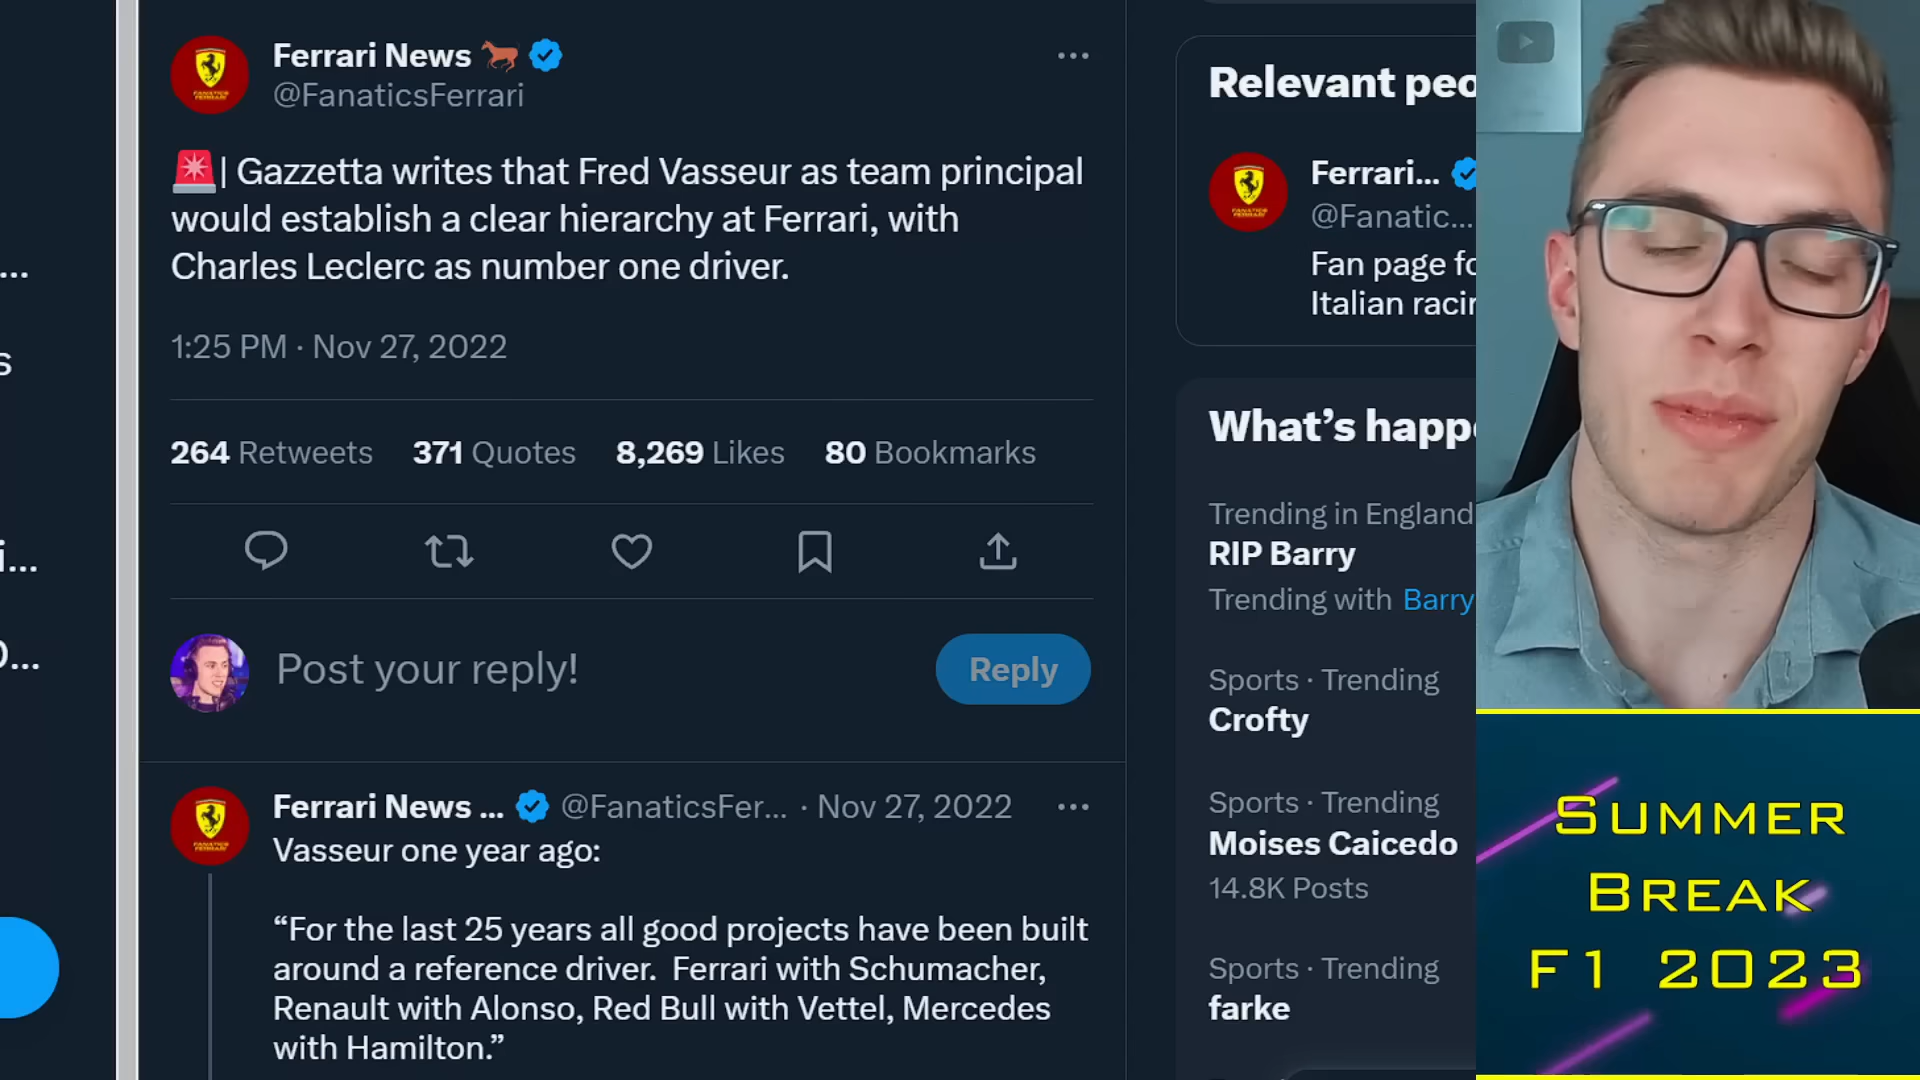 ...
s
i...
D...
Ferrari News
@FanaticsFerrari
| Gazzetta writes that Fred Vasseur as team principal
would establish a clear hierarchy at Ferrari, with
Charles Leclerc as number one driver.
1:25 PM · Nov 27, 2022
264 Retweets 371 Quotes 8,269 Likes 80 Bookmarks
Post your reply!
Reply
Ferrari News ... @FanaticsFer... · Nov 27, 2022
Vasseur one year ago:
“For the last 25 years all good projects have been built
around a reference driver. Ferrari with Schumacher,
Renault with Alonso, Red Bull with Vettel, Mercedes
with Hamilton.”
Relevant peo
Ferrari...
@Fanatic...
Fan page fo
Italian racin
What’s happe
Trending in England
RIP Barry
Trending with Barry
Sports · Trending
Crofty
Sports · Trending
Moises Caicedo
14.8K Posts
Sports · Trending
farke
SUMMER
BREAK
F1 2023